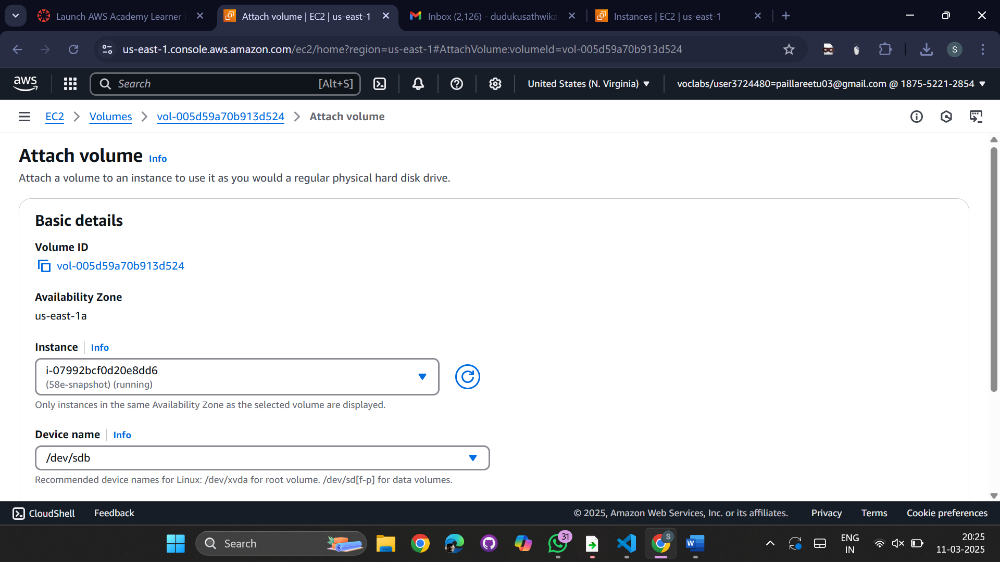 Launch AWS Academy Learner
Attach volume | EC2 | us-east-1
Inbox (2,126) - dudukusathwika
Instances | EC2 | us-east-1
us-east-1.console.aws.amazon.com/ec2/home?region=us-east-1#AttachVolume:volumeId=vol-005d59a70b913d524
S
aws
Search
[Alt+S]
United States (N. Virginia)
voclabs/user3724480=paillareetu03@gmail.com @ 1875-5221-2854
EC2
Volumes
vol-005d59a70b913d524
Attach volume
Attach volume Info
Attach a volume to an instance to use it as you would a regular physical hard disk drive.
Basic details
Volume ID
vol-005d59a70b913d524
Availability Zone
us-east-1a
Instance Info
i-07992bcf0d20e8dd6
(58e-snapshot) (running)
Only instances in the same Availability Zone as the selected volume are displayed.
Device name Info
/dev/sdb
Recommended device names for Linux: /dev/xvda for root volume. /dev/sd[f-p] for data volumes.
CloudShell
Feedback
© 2025, Amazon Web Services, Inc. or its affiliates.
Privacy
Terms
Cookie preferences
Search
31
S
W
ENG
IN
20:25
11-03-2025